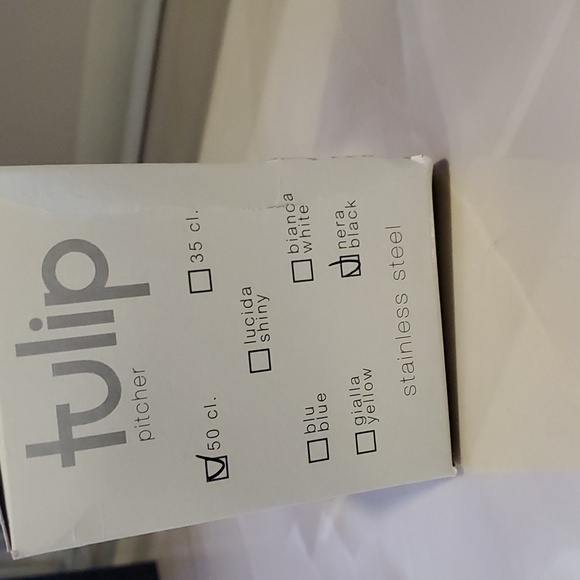 tulip
pitcher
50 cl.
35 cl.
lucida
shiny
blu
blue
bianca
white
gialla
yellow
nera
black
stainless steel